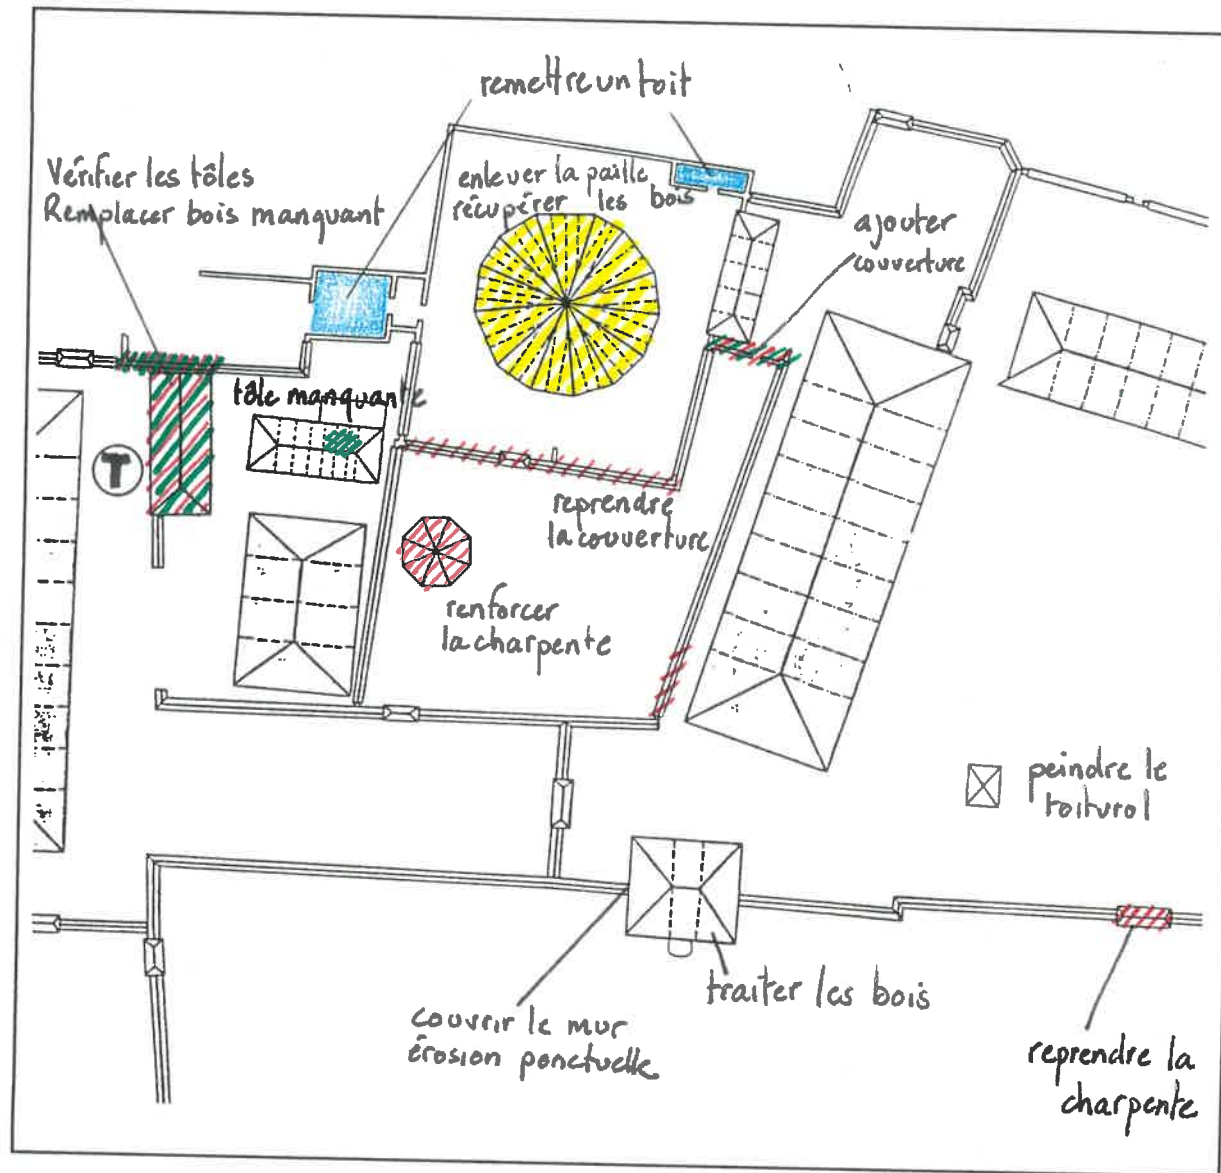 remettre un toit
Vérifier les tôles
Remplacer bois manquant
enlever la paille
récupérer les bois
ajouter
couverture
tôle manquante
T
reprendre
la couverture
renforcer
la charpente
peindre le
toiturol
traiter les bois
couvrir le mur
érosion ponctuelle
reprendre la
charpente